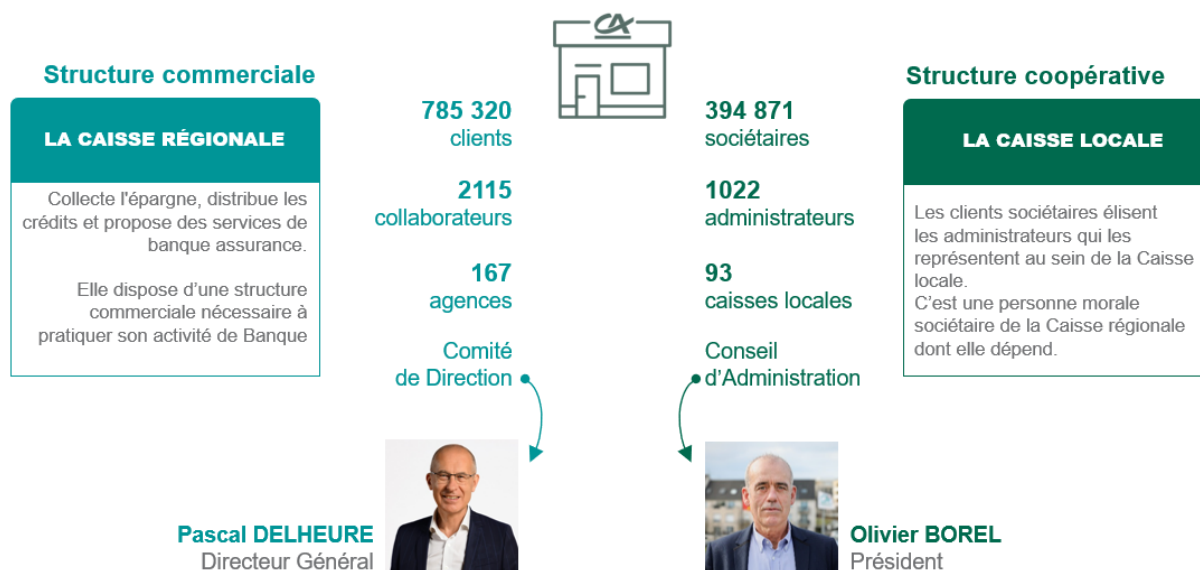 CA
Structure commerciale
LA CAISSE RÉGIONALE
Collecte l'épargne, distribue les
crédits et propose des services de
banque assurance.
Elle dispose d’une structure
commerciale nécessaire à
pratiquer son activité de Banque
785 320
clients
2115
collaborateurs
167
agences
Comité
de Direction
Pascal DELHEURE
Directeur Général
394 871
sociétaires
1022
administrateurs
93
caisses locales
Conseil
d’Administration
Olivier BOREL
Président
Structure coopérative
LA CAISSE LOCALE
Les clients sociétaires élisent
les administrateurs qui les
représentent au sein de la Caisse
locale.
C’est une personne morale
sociétaire de la Caisse régionale
dont elle dépend.